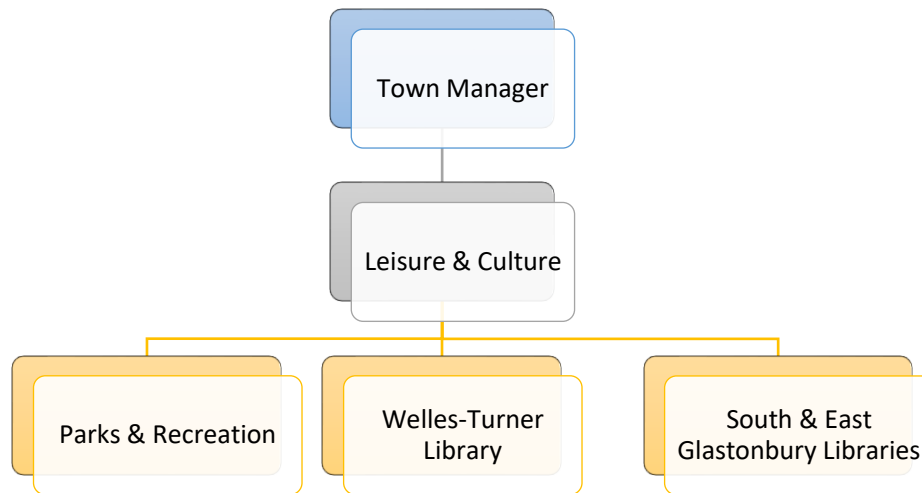 Town Manager
Leisure & Culture
Parks & Recreation
Welles-Turner
Library
South & East
Glastonbury Libraries